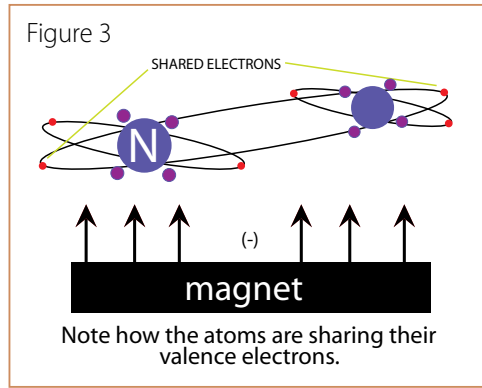 Figure 3
SHARED ELECTRONS
N
(-)
magnet
Note how the atoms are sharing their
valence electrons.